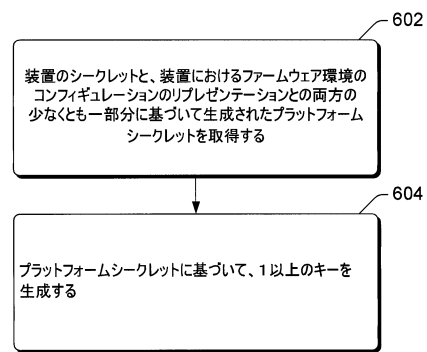 602
装置のシークレットと、装置におけるファームウェア環境の
コンフィギュレーションのリプレゼンテーションとの両方の
少なくとも一部分に基づいて生成されたプラットフォーム
シークレットを取得する
604
プラットフォームシークレットに基づいて、1以上のキーを
生成する